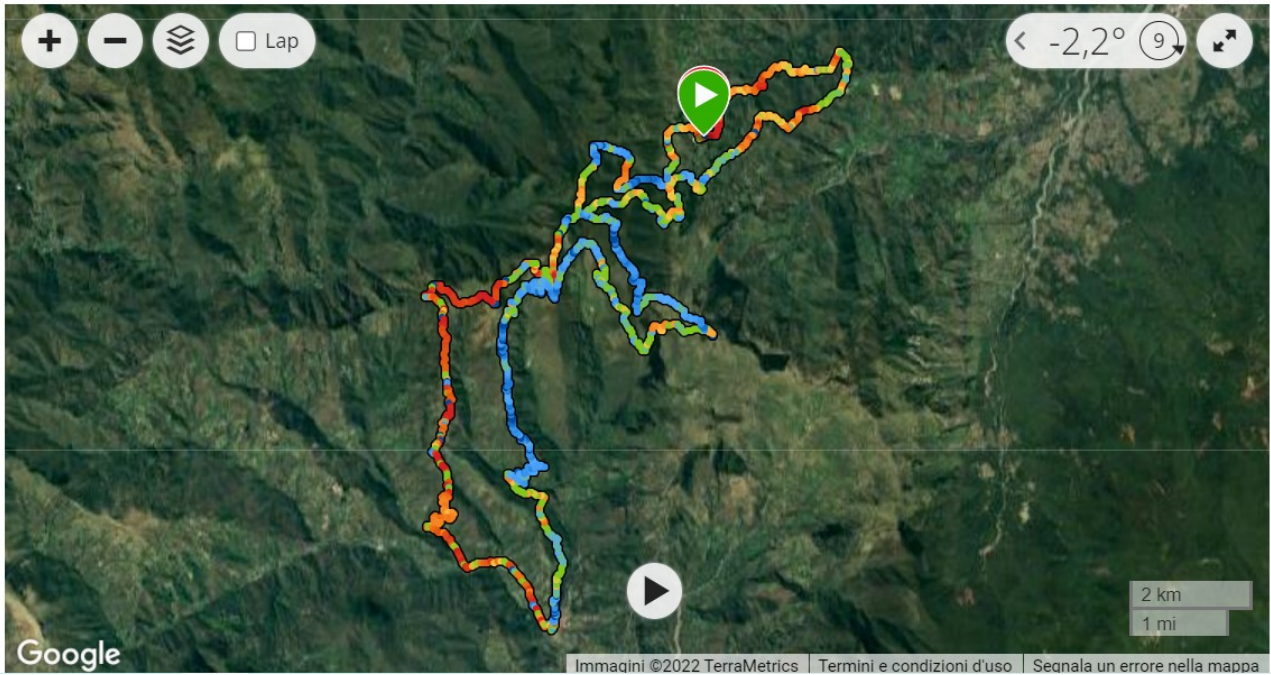 Lap
-2,2°
9
2 km
1 mi
Google
Immagini ©2022 TerraMetrics
Termini e condizioni d'uso
Segnala un errore nella mappa